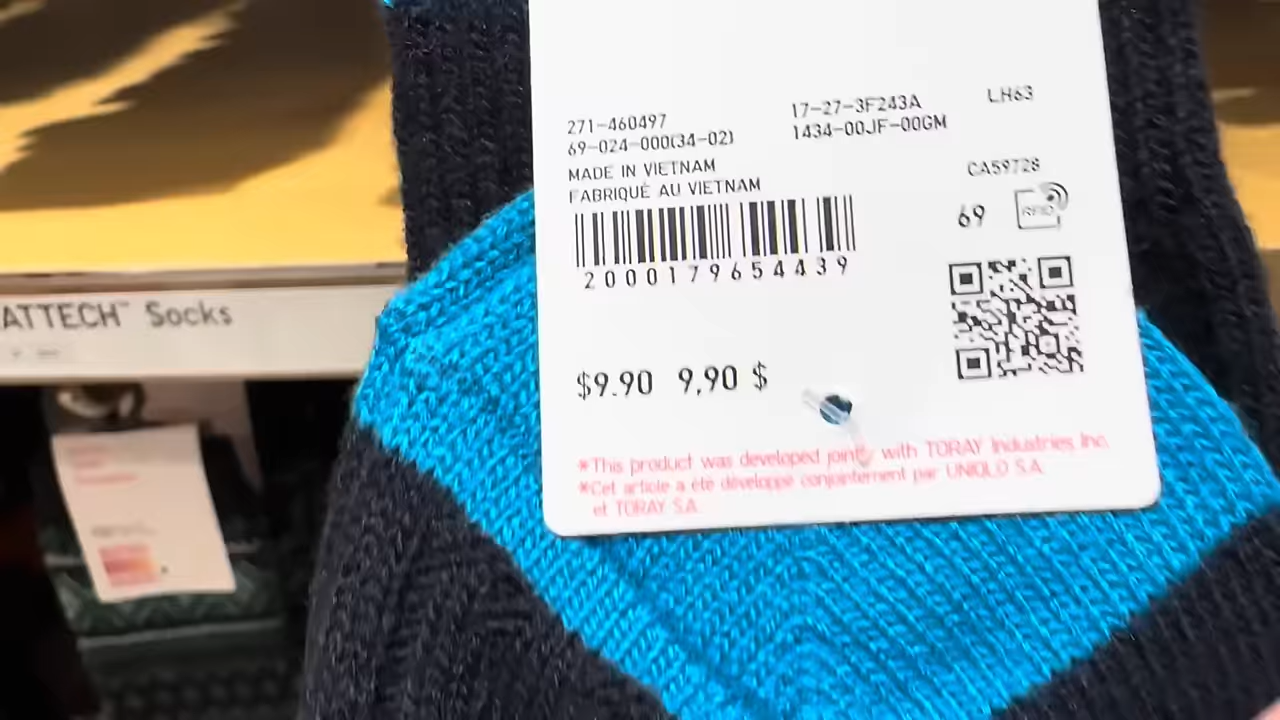 271-460497
69-024-000(34-02)
17-27-3F243A
1434-00JF-00GM
LH63
MADE IN VIETNAM
FABRIQUÉ AU VIETNAM
CA59728
69
RFID
2000179654439
$9.90 9,90 $
*This product was developed jointly with TORAY Industries Inc.
*Cet article a été développé conjointement par UNIQLO S.A.
et TORAY S.A.
ATTECH™ Socks